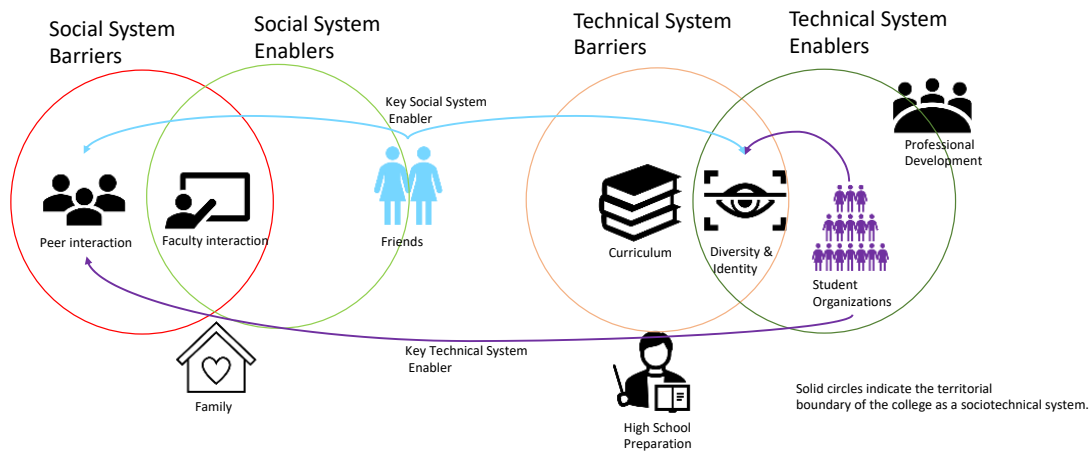 Social System
Barriers
Social System
Enablers
Technical System
Barriers
Technical System
Enablers
Key Social System
Enabler
Professional
Development
Peer interaction
Faculty interaction
Friends
Curriculum
Diversity &
Identity
Student
Organizations
Key Technical System
Enabler
Family
High School
Preparation
Solid circles indicate the territorial
boundary of the college as a sociotechnical system.